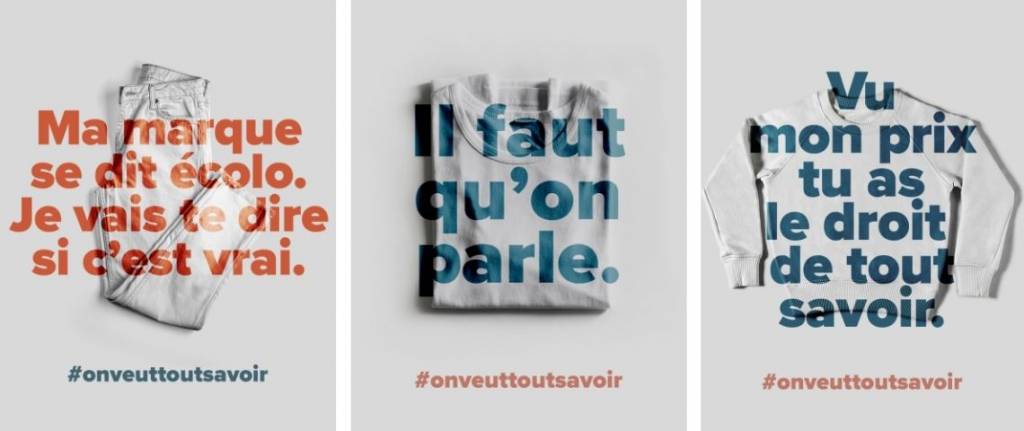 Ma marque
se dit écolo.
Je vais te dire
si c'est vrai.
#onveuttoutsavoir
Il faut
qu'on
parle.
#onveuttoutsavoir
Vu
mon prix
tu as
le droit
de tout
savoir.
#onveuttoutsavoir